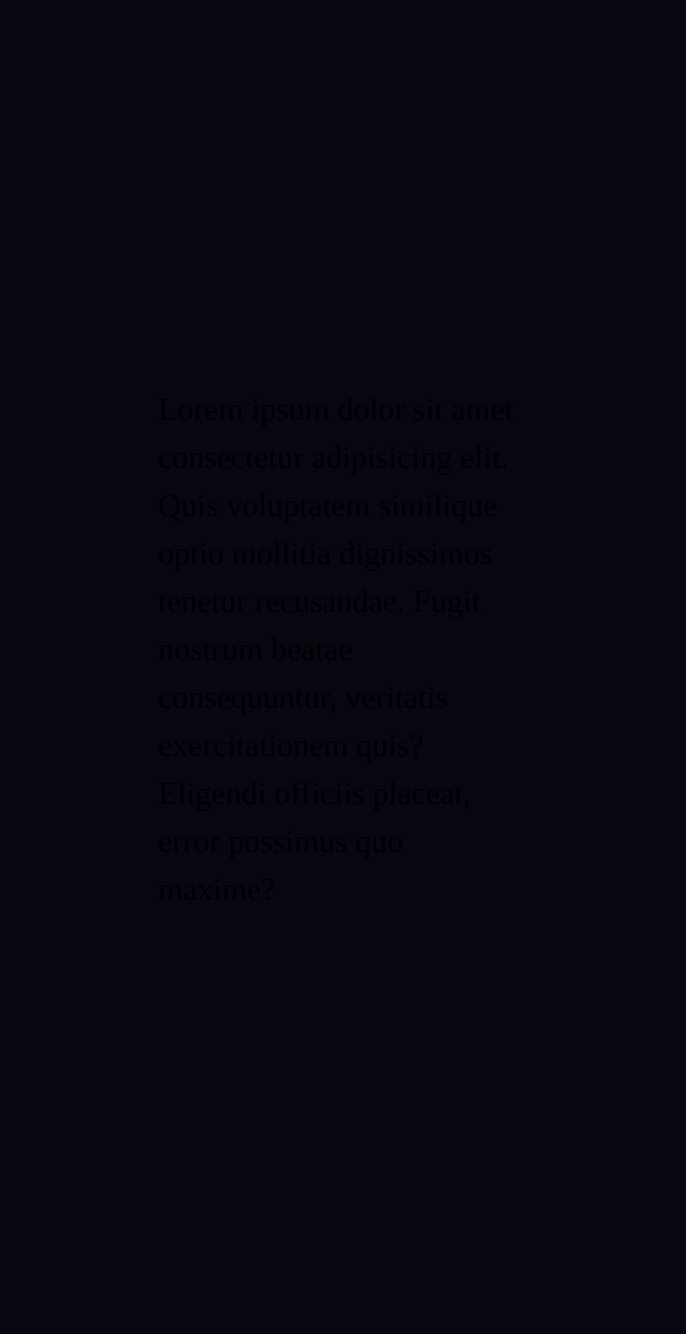 Lorem ipsum dolor sit amet
consectetur adipisicing elit.
Quis voluptatem similique
optio mollitia dignissimos
tenetur recusandae. Fugit
nostrum beatae
consequuntur, veritatis
exercitationem quis?
Eligendi officiis placeat,
error possimus quo
maxime?